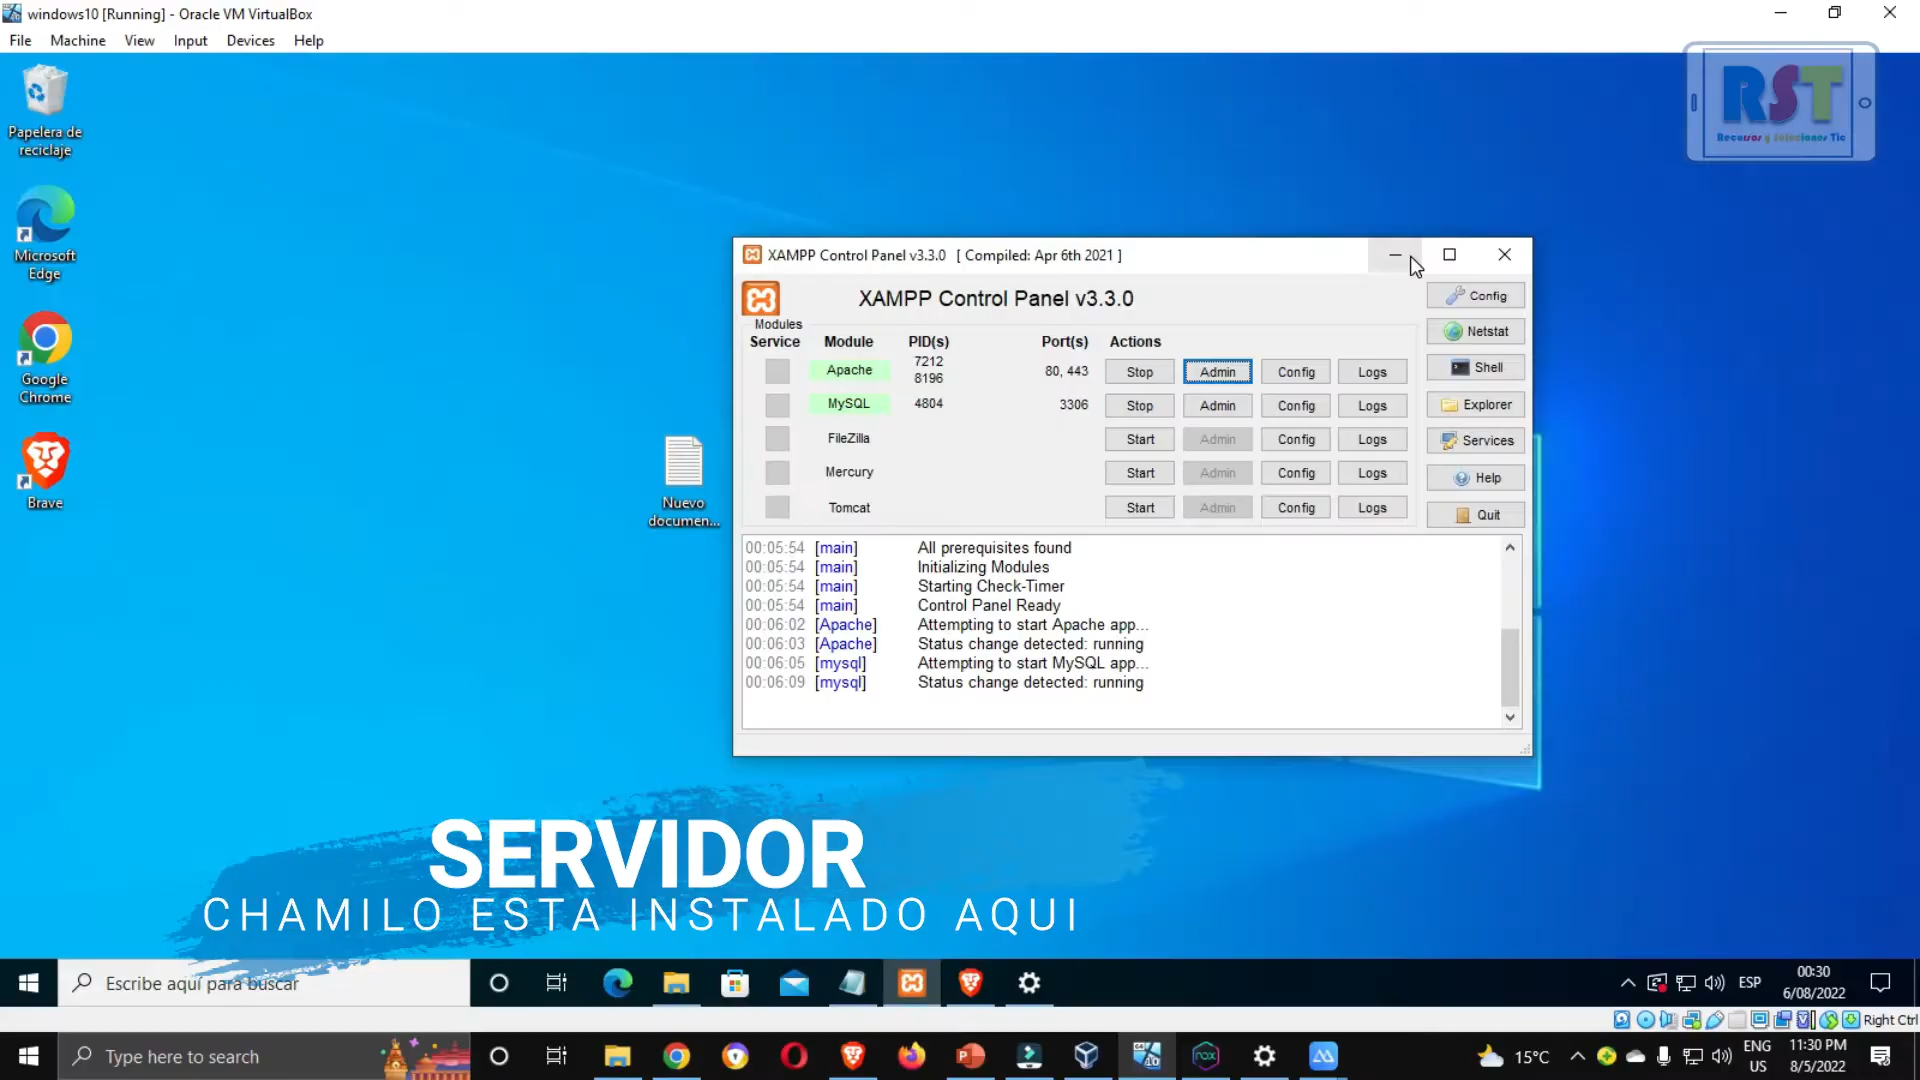 windows10 [Running] - Oracle VM VirtualBox
File Machine View Input Devices Help
RST
Recursos y Soluciones Tic
Papelera de
reciclaje
Microsoft
Edge
Google
Chrome
Brave
Nuevo
documen...
XAMPP Control Panel v3.3.0 [ Compiled: Apr 6th 2021 ]
XAMPP Control Panel v3.3.0
Config
Modules
Service Module PID(s) Port(s) Actions
Netstat
Apache 7212
8196 80, 443 Stop Admin Config Logs
Shell
MySQL 4804 3306 Stop Admin Config Logs
Explorer
FileZilla Start Admin Config Logs
Services
Mercury Start Admin Config Logs
Help
Tomcat Start Admin Config Logs
Quit
00:05:54 [main] All prerequisites found
00:05:54 [main] Initializing Modules
00:05:54 [main] Starting Check-Timer
00:05:54 [main] Control Panel Ready
00:06:02 [Apache] Attempting to start Apache app...
00:06:03 [Apache] Status change detected: running
00:06:05 [mysql] Attempting to start MySQL app...
00:06:09 [mysql] Status change detected: running
SERVIDOR
CHAMILO ESTA INSTALADO AQUI
Escribe aquí para buscar
ESP
00:30
6/08/2022
Right Ctrl
Type here to search
15°C
ENG
US
11:30 PM
8/5/2022